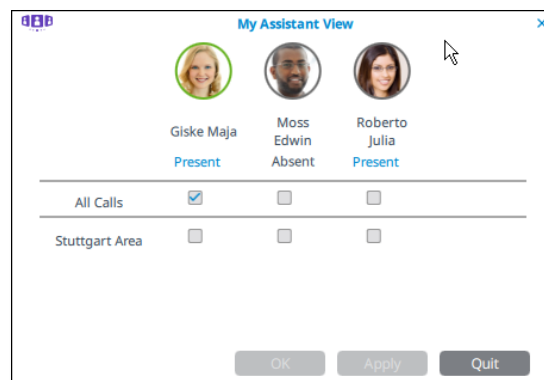 My Assistant View
Giske Maja
Moss
Edwin
Roberto
Julia
Present
Absent
Present
All Calls
Stuttgart Area
OK
Apply
Quit